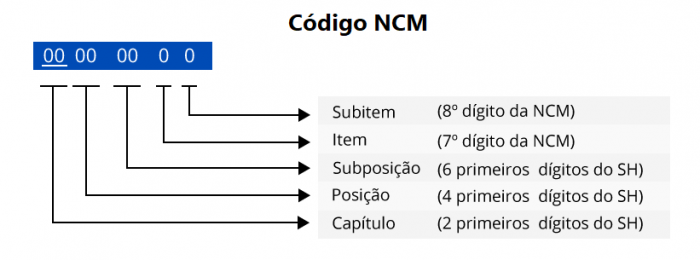 Código NCM
00 00 00 0 0
Subitem (8º dígito da NCM)
Item (7º dígito da NCM)
Subposição (6 primeiros dígitos do SH)
Posição (4 primeiros dígitos do SH)
Capítulo (2 primeiros dígitos do SH)